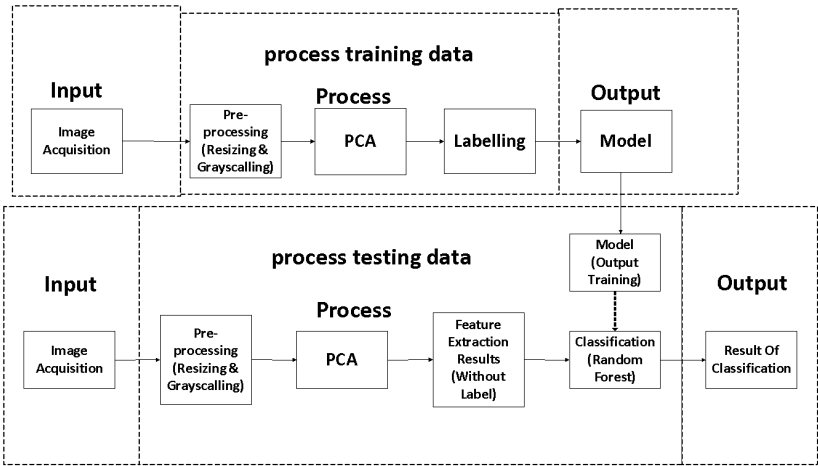 process training data
Input
Process
Output
Image
Acquisition
Pre-
processing
(Resizing &
Grayscalling)
PCA
Labelling
Model
process testing data
Input
Process
Output
Model
(Output
Training)
Image
Acquisition
Pre-
processing
(Resizing &
Grayscalling)
PCA
Feature
Extraction
Results
(Without
Label)
Classification
(Random
Forest)
Result Of
Classification